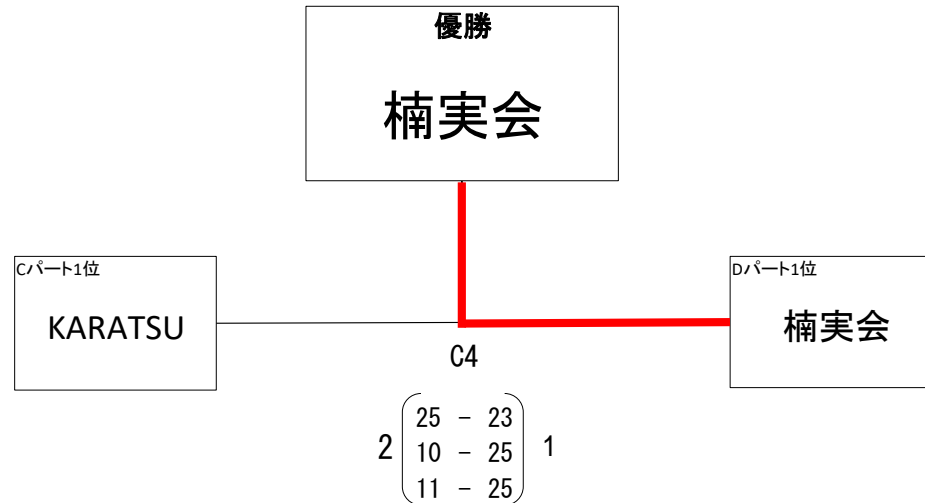 優勝
楠実会
Cパート1位
KARATSU
Dパート1位
楠実会
C4
2 25 － 23 1
10 － 25
11 － 25